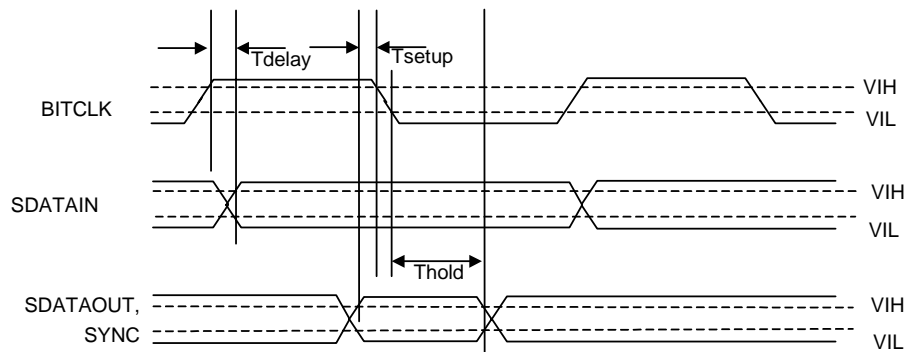 Tdelay Tsetup
VIH
BITCLK
VIL
VIH
SDATAIN
VIL
Thold
SDATAOUT, VIH
SYNC
VIL